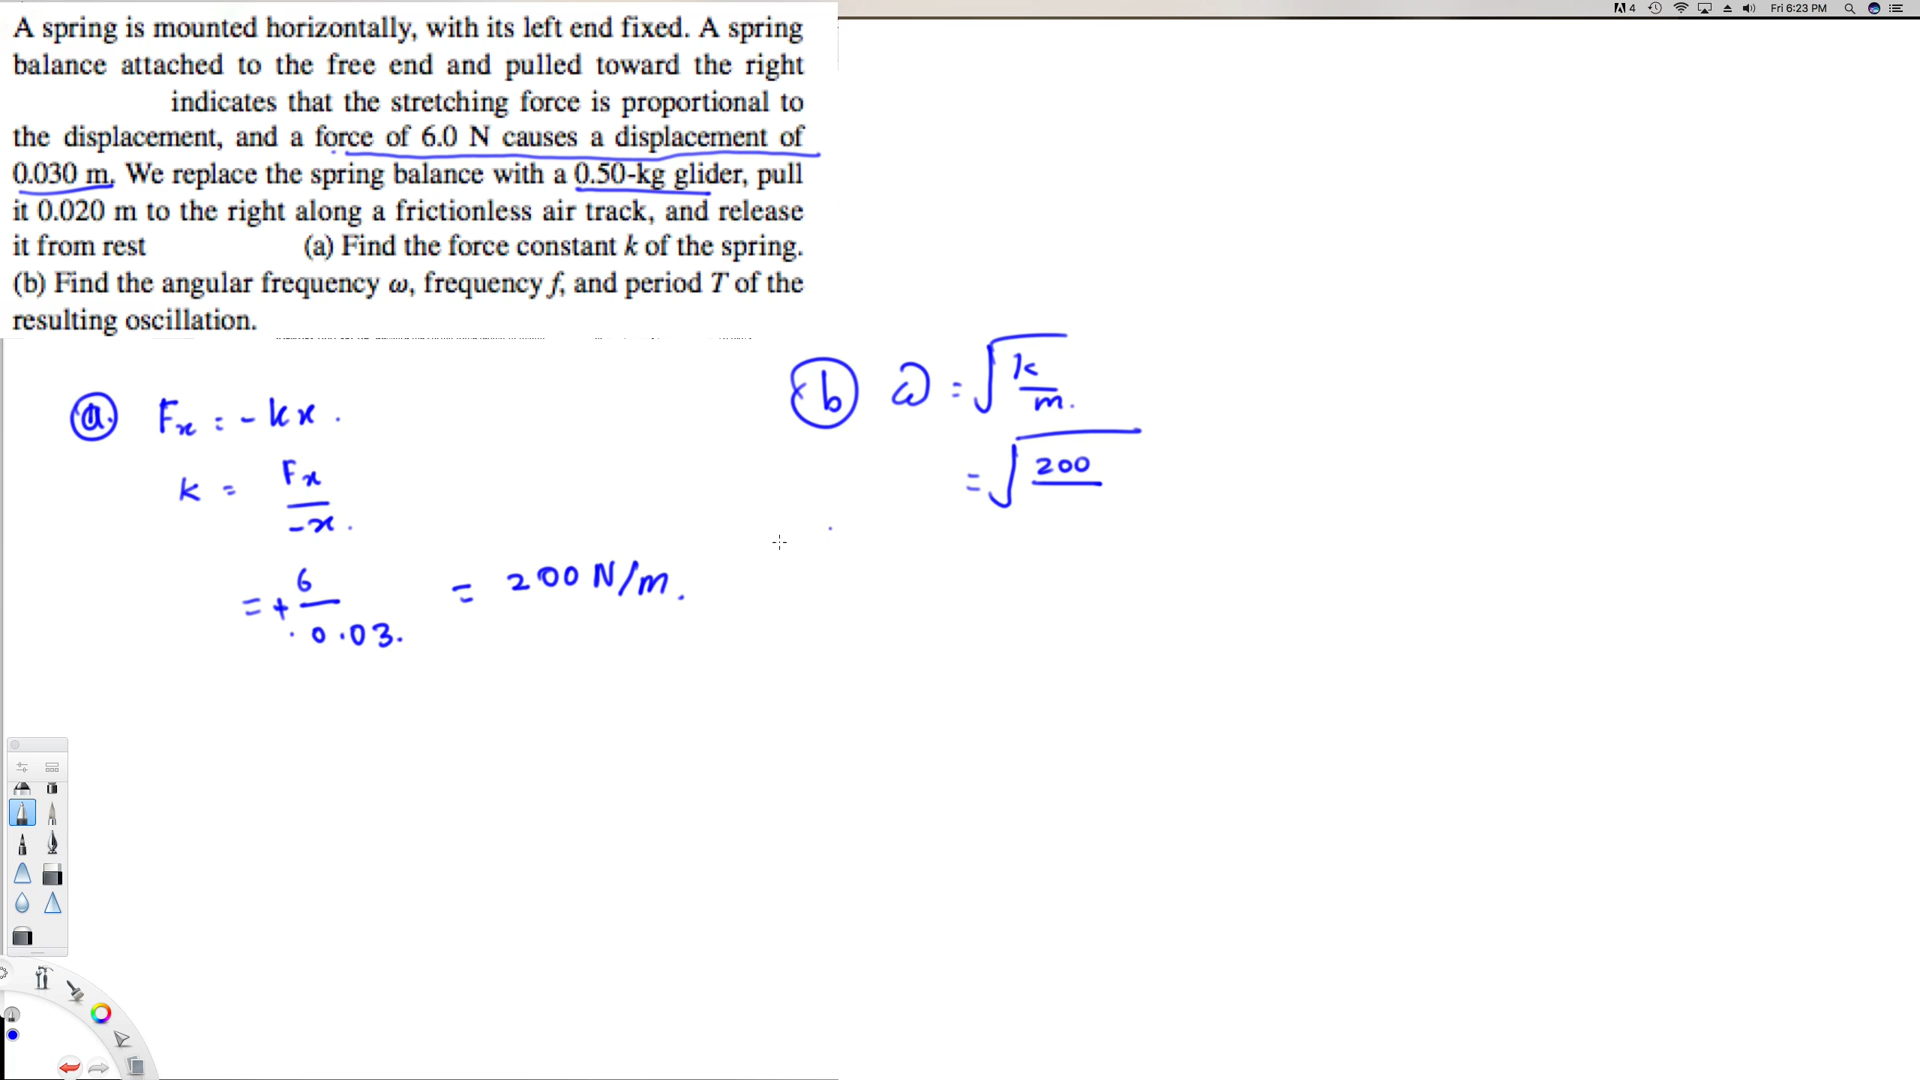 4 Fri 6:23 PM
A spring is mounted horizontally, with its left end fixed. A spring
balance attached to the free end and pulled toward the right
indicates that the stretching force is proportional to
the displacement, and a force of 6.0 N causes a displacement of
0.030 m. We replace the spring balance with a 0.50-kg glider, pull
it 0.020 m to the right along a frictionless air track, and release
it from rest (a) Find the force constant k of the spring.
(b) Find the angular frequency ω, frequency f, and period T of the
resulting oscillation.
(a.) Fx = -kx.
k = Fx / -x.
= + 6 / 0.03. = 200 N/m.
(b) ω = √ k / m.
= √ 200